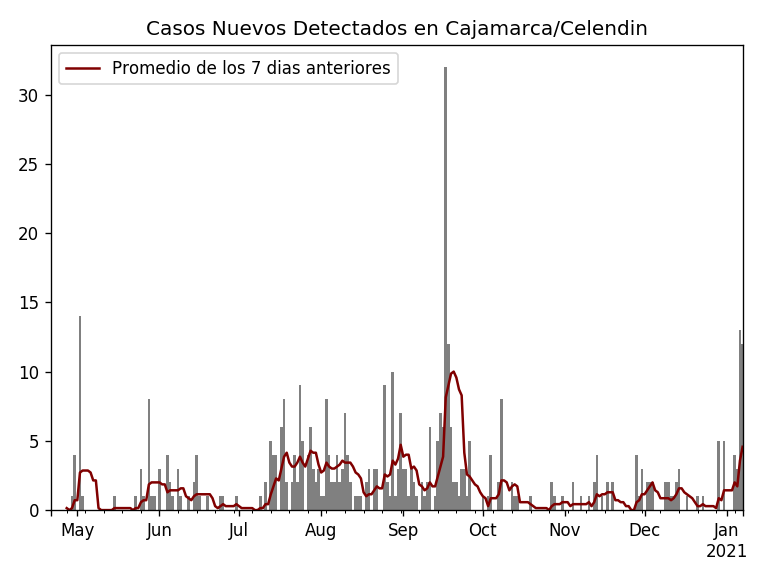 Casos Nuevos Detectados en Cajamarca/Celendin
Promedio de los 7 dias anteriores
30
25
20
15
10
5
0
May Jun Jul Aug Sep Oct Nov Dec Jan
2021